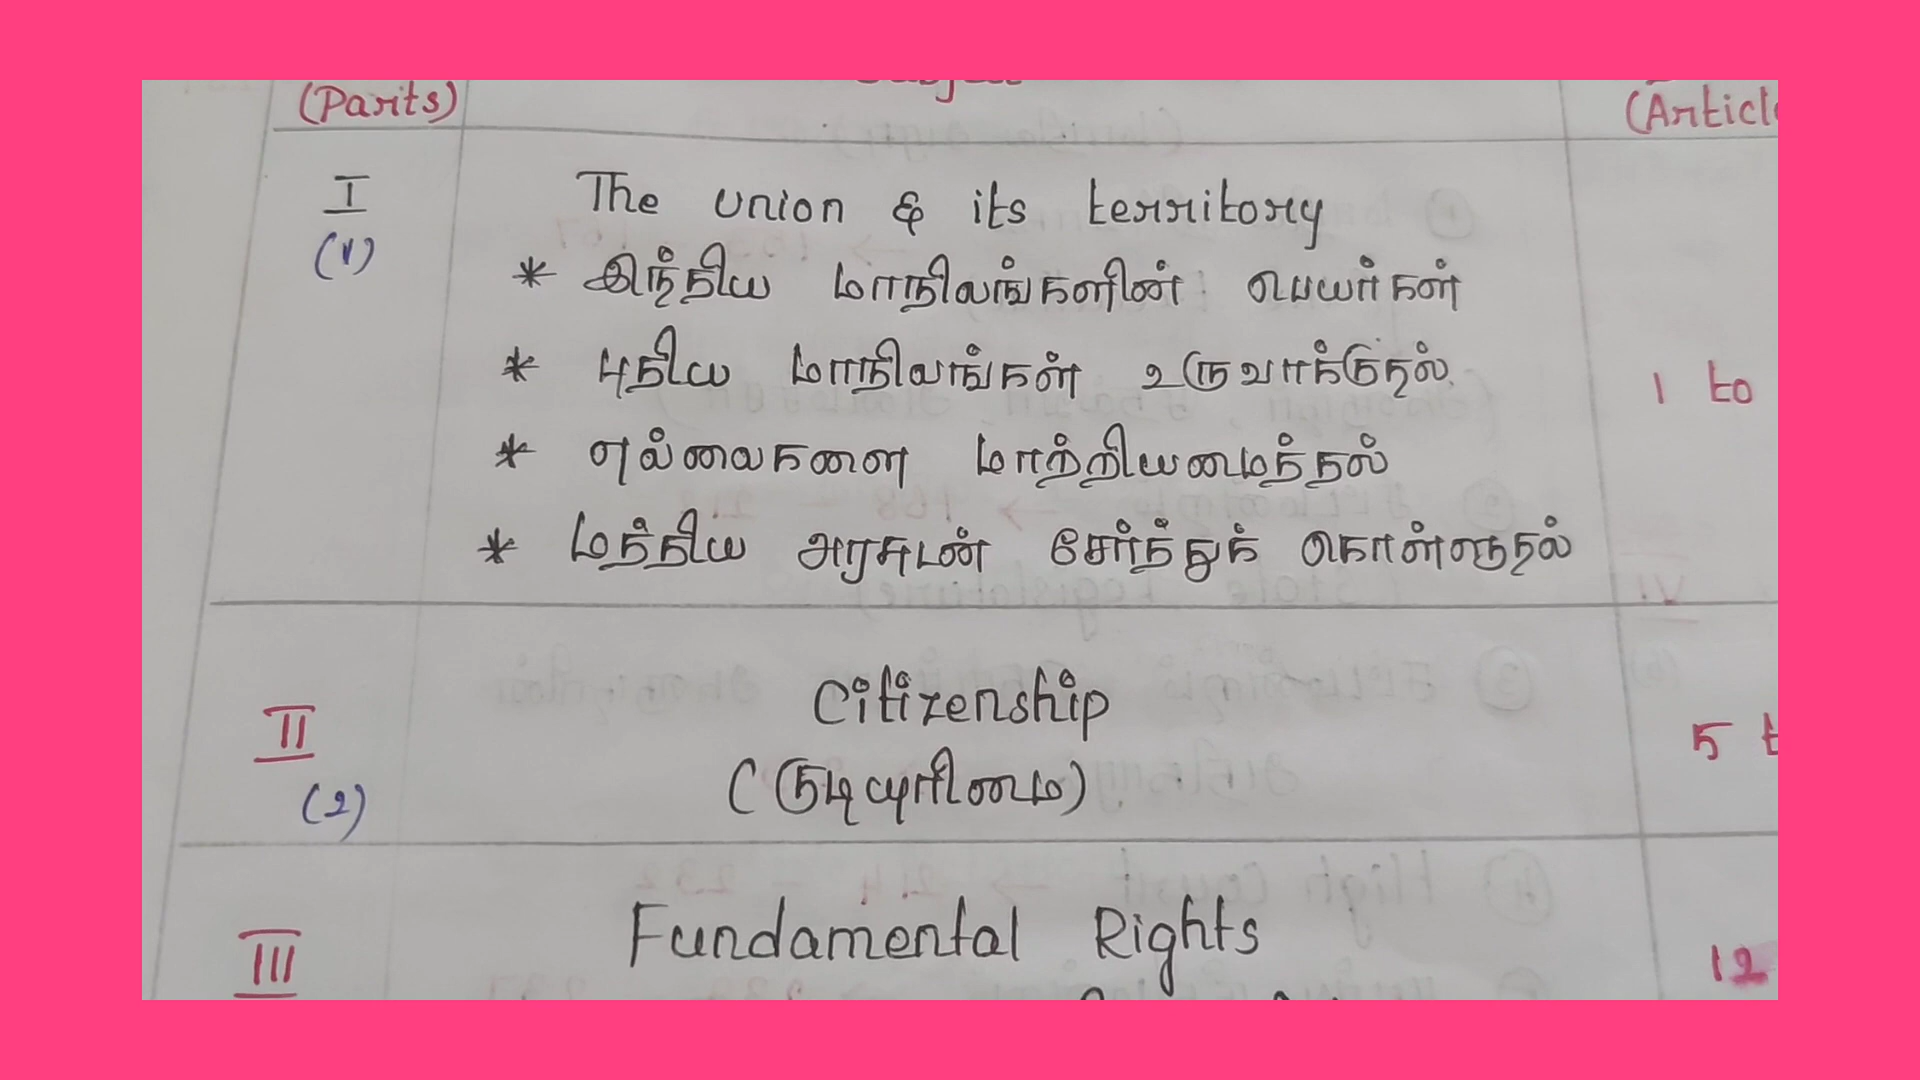 (Parts) Subject (Article
I The union & its territory
(1)
* இந்திய மாநிலங்களின் பெயர்கள்
* புதிய மாநிலங்கள் உருவாக்குதல்.
1 to
* எல்லைகளை மாற்றியமைத்தல்
* மத்திய அரசுடன் சேர்த்துக் கொள்ளுதல்
II Citizenship 5 t
(2) (குடியுரிமை)
III Fundamental Rights 12